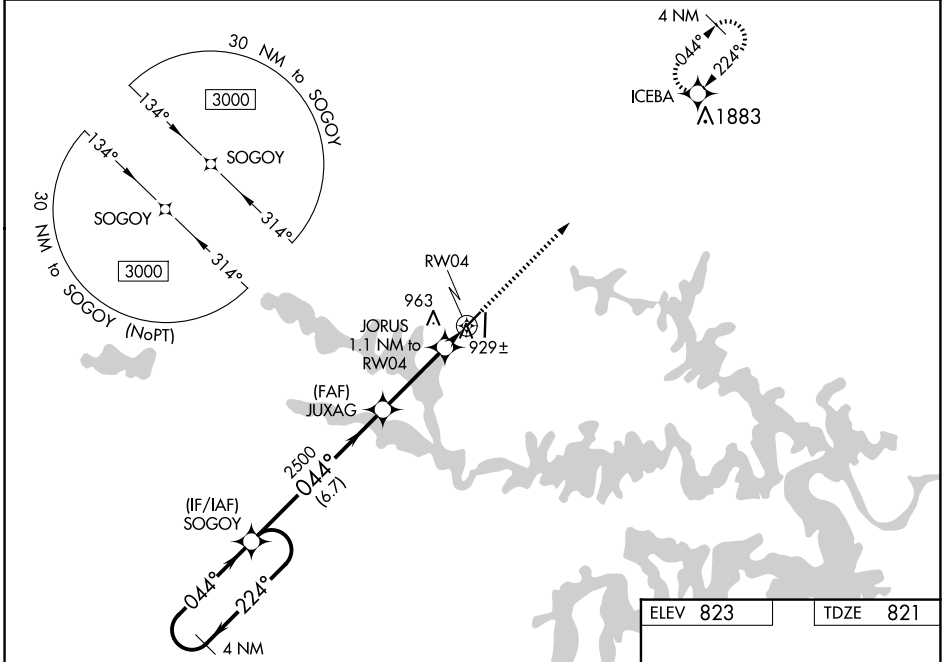 30 NM to SOGOY
3000
134°
SOGOY
314°
134°
SOGOY
314°
3000
30 NM to SOGOY (NoPT)
4 NM
044°
224°
ICEBA
1883
RW04
963
JORUS
1.1 NM to
RW04
929±
(FAF)
JUXAG
2500
044°
(6.7)
(IF/IAF)
SOGOY
044°
224°
4 NM
ELEV 823
TDZE 821